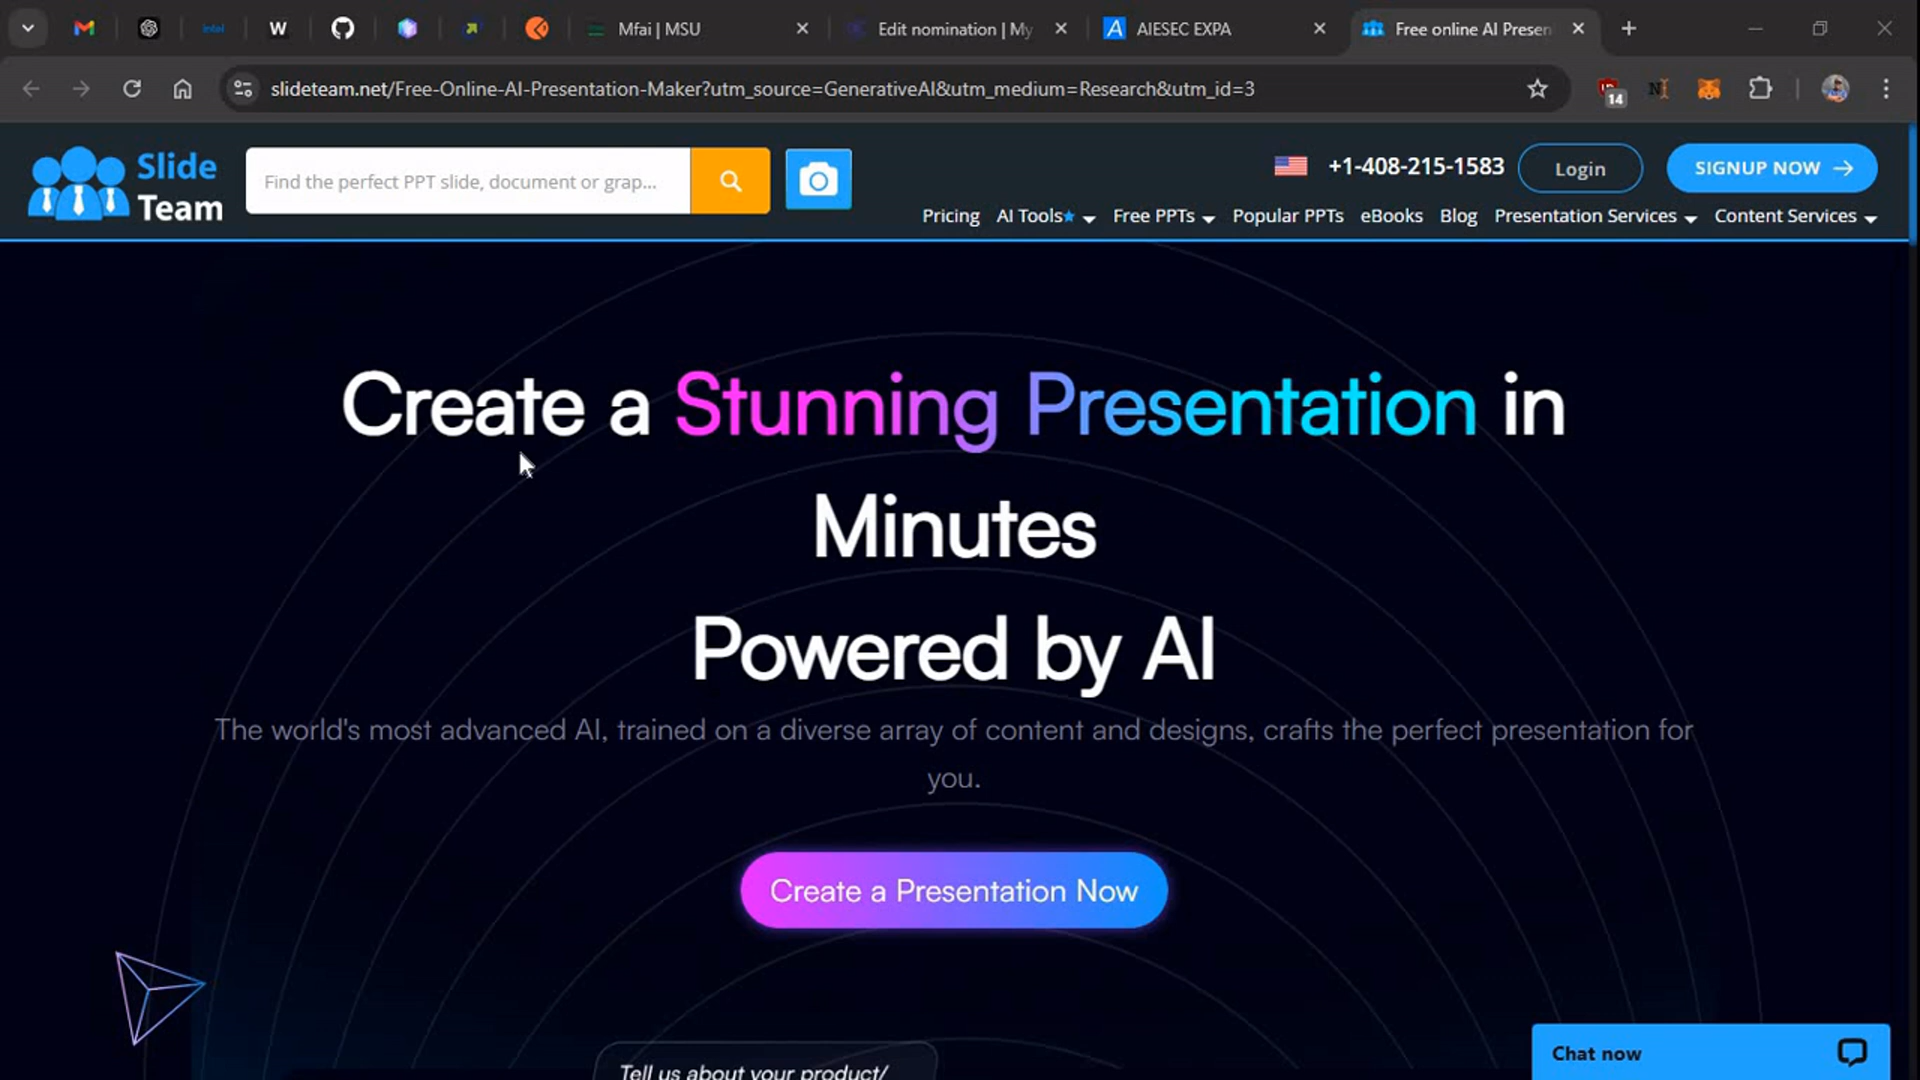 intel
W
Mfai | MSU
Edit nomination | My
A
AIESEC EXPA
Free online AI Presen
slideteam.net/Free-Online-AI-Presentation-Maker?utm_source=GenerativeAI&utm_medium=Research&utm_id=3
14
Slide
Team
Find the perfect PPT slide, document or grap...
+1-408-215-1583
Login
SIGNUP NOW
Pricing AI Tools Free PPTs Popular PPTs eBooks Blog Presentation Services Content Services
Create a Stunning Presentation in
Minutes
Powered by AI
The world's most advanced AI, trained on a diverse array of content and designs, crafts the perfect presentation for
you.
Create a Presentation Now
Tell us about your product/
Chat now